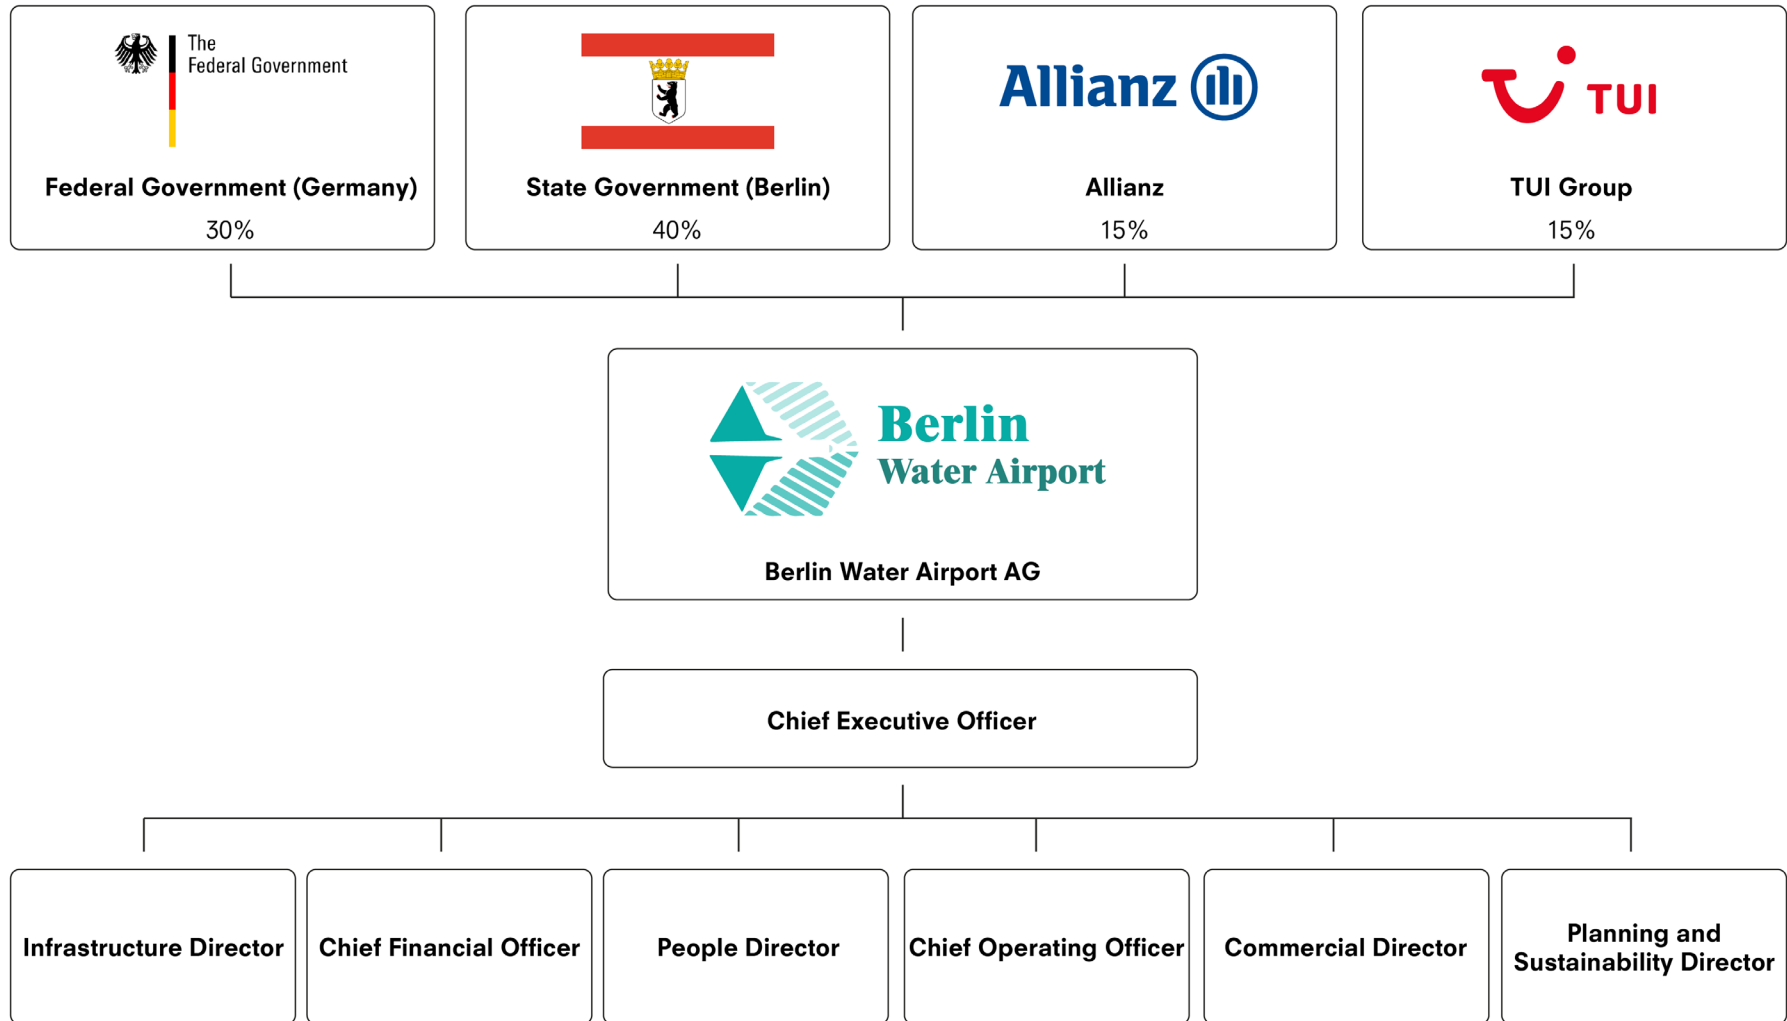 The
Federal Government
Federal Government (Germany)
30%
State Government (Berlin)
40%
Allianz
Allianz
15%
TUI
TUI Group
15%
Berlin
Water Airport
Berlin Water Airport AG
Chief Executive Officer
Infrastructure Director
Chief Financial Officer
People Director
Chief Operating Officer
Commercial Director
Planning and
Sustainability Director